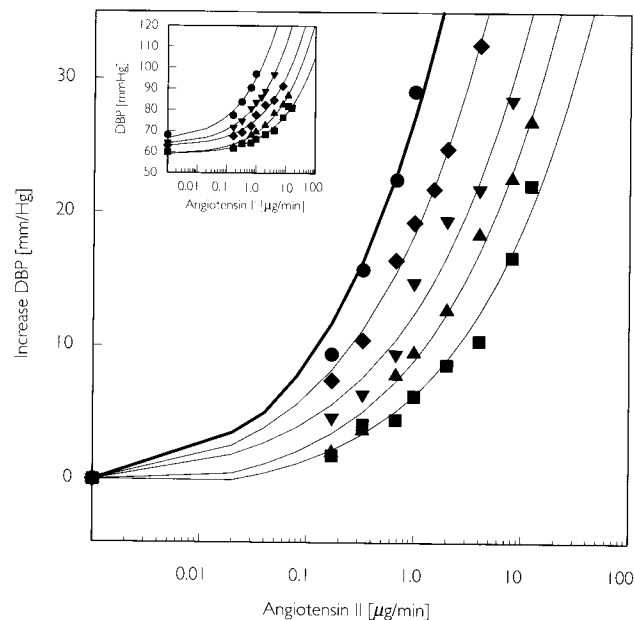 120
110
100
90
80
70
60
50
DBP [mm/Hg]
0.01 0.1 1.0 10 100
Angiotensin II [μg/min]
30
20
10
0
Increase DBP [mm/Hg]
0.01 0.1 1.0 10 100
Angiotensin II [μg/min]